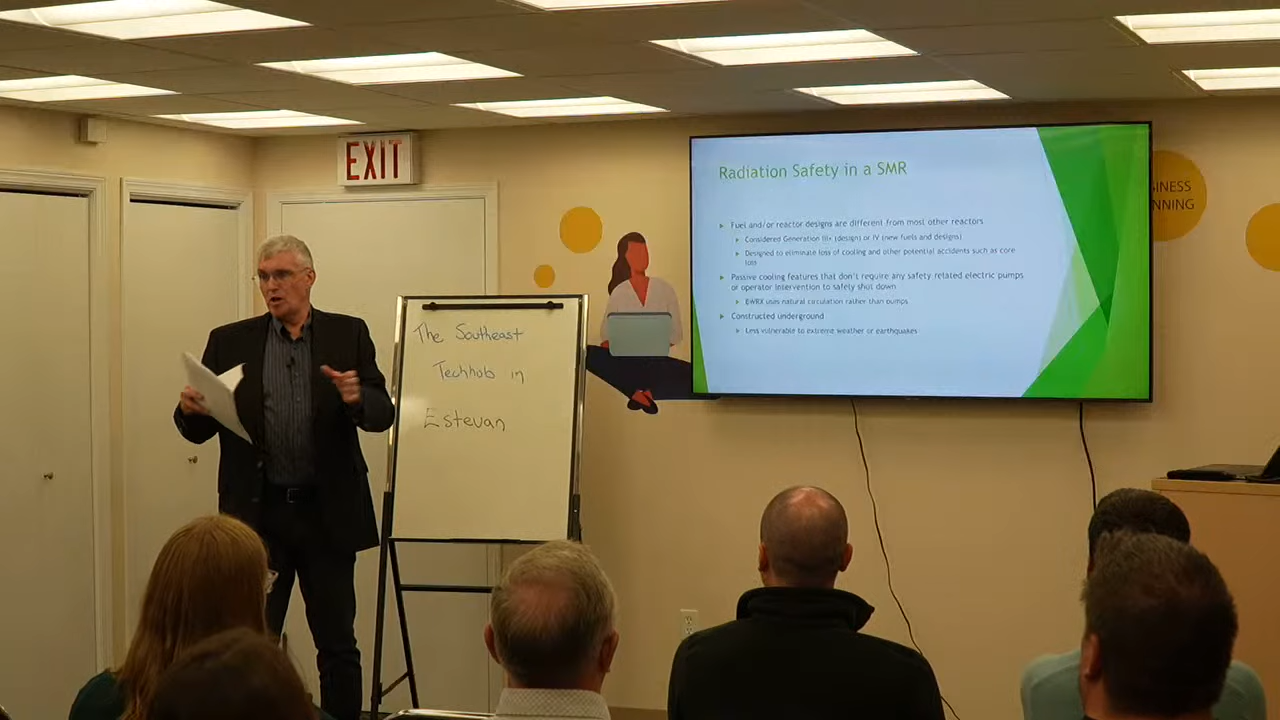 EXIT
The Southeast
Techhob in
Estevan
Radiation Safety in a SMR
Fuel and/or reactor designs are different from most other reactors
Considered Generation III+ (design) or IV (new fuels and designs)
Designed to eliminate loss of cooling and other potential accidents such as core
loss
Passive cooling features that don't require any safety related electric pumps
or operator intervention to safely shut down
BWRX uses natural circulation rather than pumps
Constructed underground
Less vulnerable to extreme weather or earthquakes